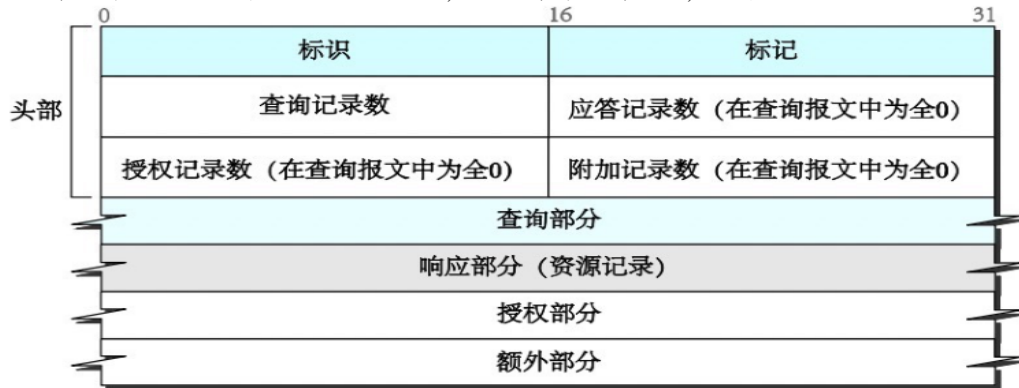 0 16 31
标识 标记
头部
查询记录数 应答记录数（在查询报文中为全0）
授权记录数（在查询报文中为全0） 附加记录数（在查询报文中为全0）
查询部分
响应部分（资源记录）
授权部分
额外部分